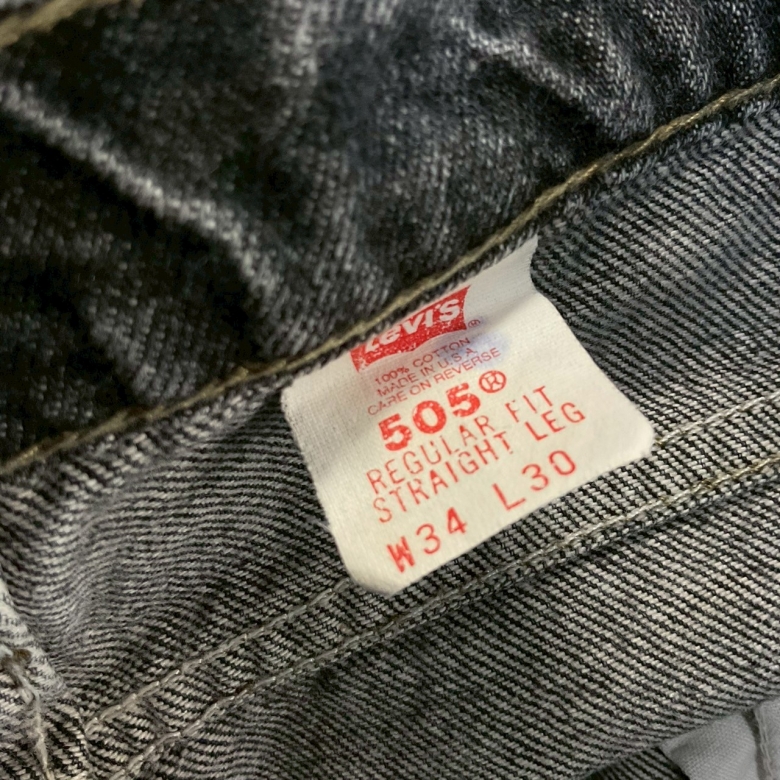 Levi's®
100% COTTON
MADE IN U.S.A.
CARE ON REVERSE
505®
REGULAR FIT
STRAIGHT LEG
W34 L30